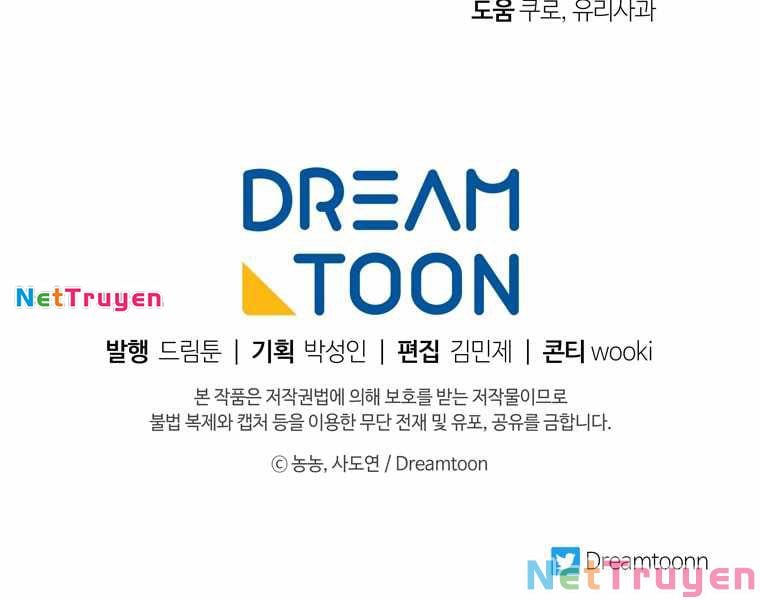 도움 쿠로, 유리사과
DREAM
TOON
NetTruyen
발행 드림툰 | 기획 박성인 | 편집 김민제 | 콘티 wooki
본 작품은 저작권법에 의해 보호를 받는 저작물이므로
불법 복제와 캡처 등을 이용한 무단 전재 및 유포, 공유를 금합니다.
ⓒ 농농, 사도연 / Dreamtoon
Dreamtoonn
NetTruyen